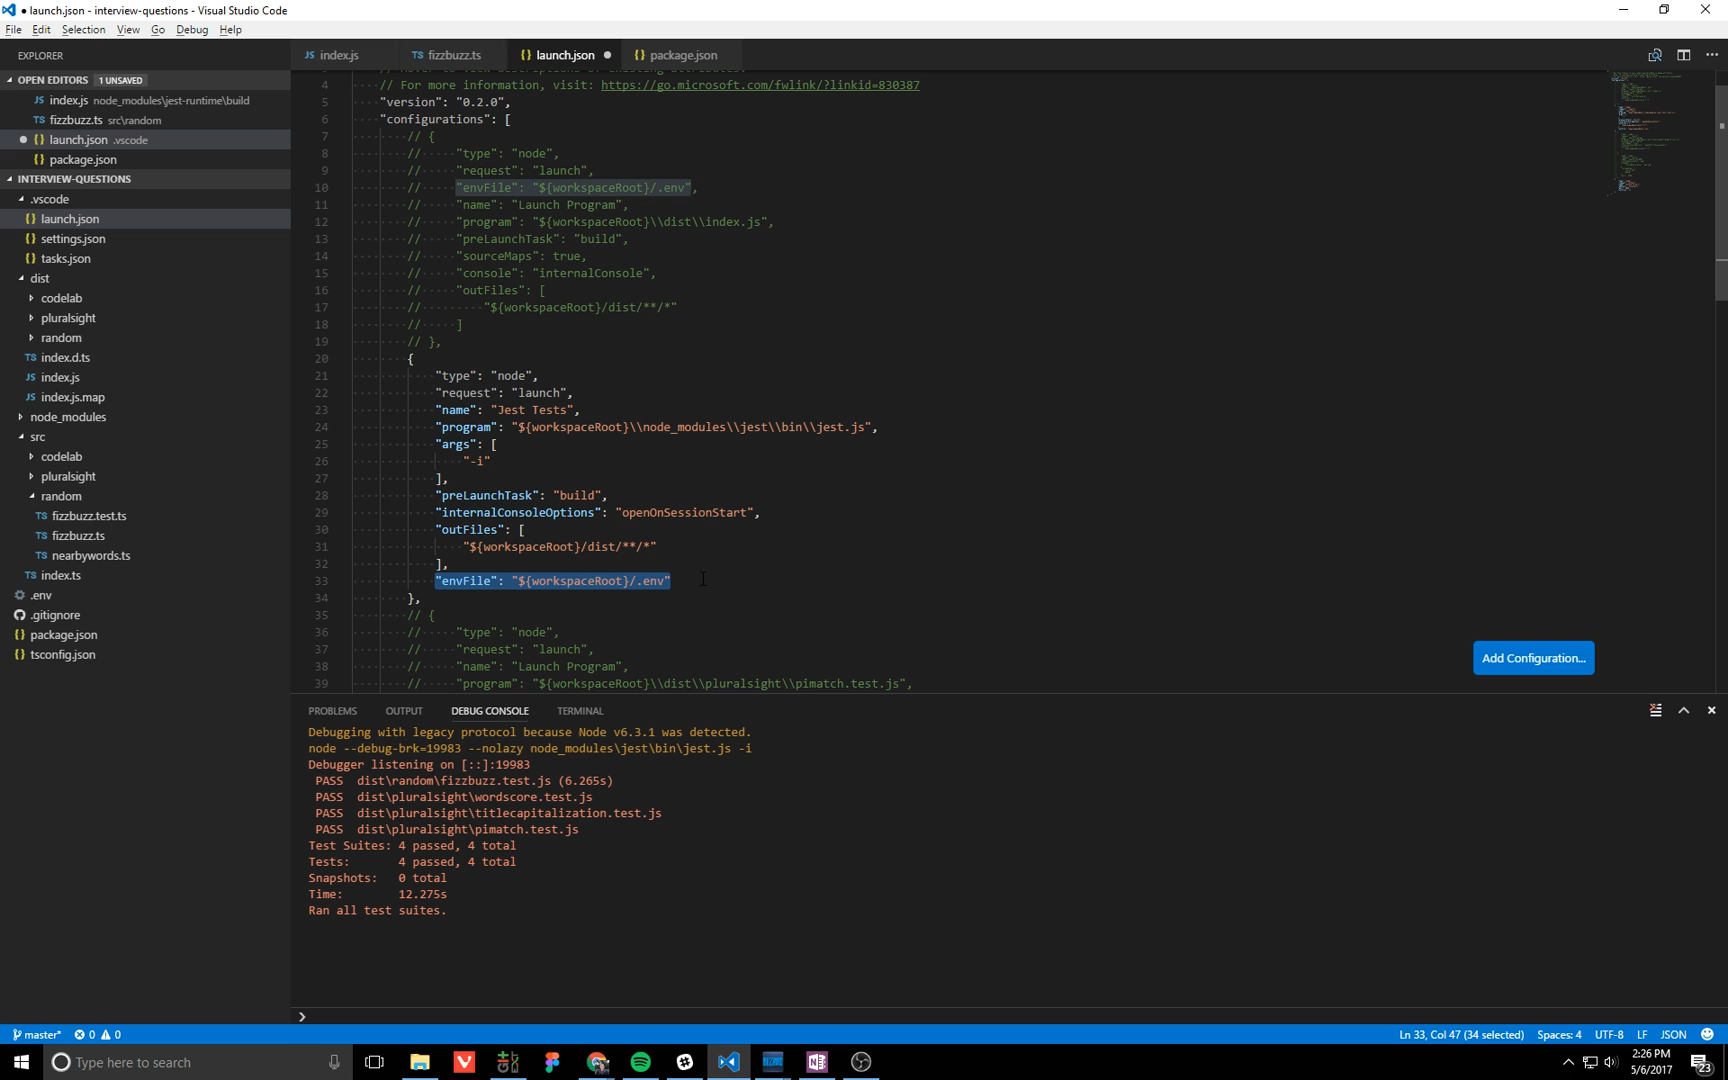 ● launch.json - interview-questions - Visual Studio Code
File Edit Selection View Go Debug Help
EXPLORER
OPEN EDITORS 1 UNSAVED
JS index.js node_modules\jest-runtime\build
TS fizzbuzz.ts src\random
● {} launch.json .vscode
{} package.json
INTERVIEW-QUESTIONS
.vscode
{} launch.json
{} settings.json
{} tasks.json
dist
codelab
pluralsight
random
TS index.d.ts
JS index.js
JS index.js.map
node_modules
src
codelab
pluralsight
random
TS fizzbuzz.test.ts
TS fizzbuzz.ts
TS nearbywords.ts
TS index.ts
.env
.gitignore
{} package.json
{} tsconfig.json
JS index.js TS fizzbuzz.ts {} launch.json ● {} package.json
4 // For more information, visit: https://go.microsoft.com/fwlink/?linkid=830387
5 "version": "0.2.0",
6 "configurations": [
7 // {
8 // "type": "node",
9 // "request": "launch",
10 // "envFile": "${workspaceRoot}/.env",
11 // "name": "Launch Program",
12 // "program": "${workspaceRoot}\\dist\\index.js",
13 // "preLaunchTask": "build",
14 // "sourceMaps": true,
15 // "console": "internalConsole",
16 // "outFiles": [
17 // "${workspaceRoot}/dist/**/*"
18 // ]
19 // },
20 {
21 "type": "node",
22 "request": "launch",
23 "name": "Jest Tests",
24 "program": "${workspaceRoot}\\node_modules\\jest\\bin\\jest.js",
25 "args": [
26 "-i"
27 ],
28 "preLaunchTask": "build",
29 "internalConsoleOptions": "openOnSessionStart",
30 "outFiles": [
31 "${workspaceRoot}/dist/**/*"
32 ],
33 "envFile": "${workspaceRoot}/.env"
34 },
35 // {
36 // "type": "node",
37 // "request": "launch",
38 // "name": "Launch Program",
39 // "program": "${workspaceRoot}\\dist\\pluralsight\\pimatch.test.js",
Add Configuration...
PROBLEMS OUTPUT DEBUG CONSOLE TERMINAL
Debugging with legacy protocol because Node v6.3.1 was detected.
node --debug-brk=19983 --nolazy node_modules\jest\bin\jest.js -i
Debugger listening on [::]:19983
PASS dist\random\fizzbuzz.test.js (6.265s)
PASS dist\pluralsight\wordscore.test.js
PASS dist\pluralsight\titlecapitalization.test.js
PASS dist\pluralsight\pimatch.test.js
Test Suites: 4 passed, 4 total
Tests: 4 passed, 4 total
Snapshots: 0 total
Time: 12.275s
Ran all test suites.
master* 0 0 Ln 33, Col 47 (34 selected) Spaces: 4 UTF-8 LF JSON
Type here to search
2:26 PM
5/6/2017
23